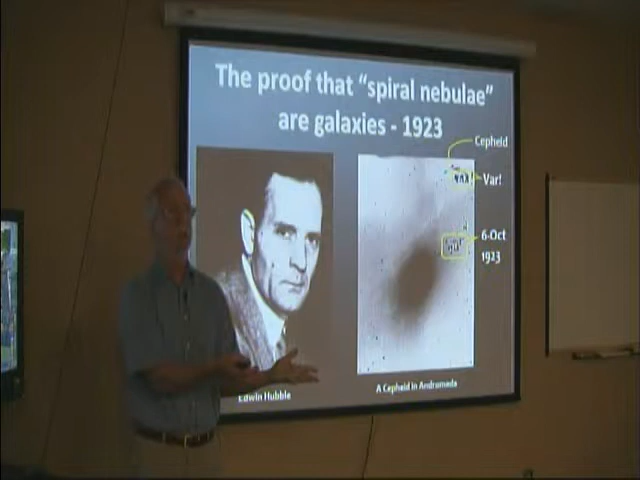 The proof that “spiral nebulae”
are galaxies - 1923
Cepheid
Var!
6-Oct
1923
Edwin Hubble
A Cepheid in Andromeda